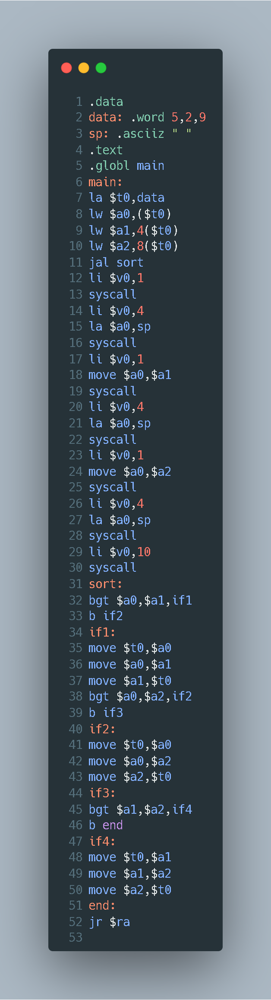 1 .data
2 data: .word 5,2,9
3 sp: .asciiz " "
4 .text
5 .globl main
6 main:
7 la $t0,data
8 lw $a0,($t0)
9 lw $a1,4($t0)
10 lw $a2,8($t0)
11 jal sort
12 li $v0,1
13 syscall
14 li $v0,4
15 la $a0,sp
16 syscall
17 li $v0,1
18 move $a0,$a1
19 syscall
20 li $v0,4
21 la $a0,sp
22 syscall
23 li $v0,1
24 move $a0,$a2
25 syscall
26 li $v0,4
27 la $a0,sp
28 syscall
29 li $v0,10
30 syscall
31 sort:
32 bgt $a0,$a1,if1
33 b if2
34 if1:
35 move $t0,$a0
36 move $a0,$a1
37 move $a1,$t0
38 bgt $a0,$a2,if2
39 b if3
40 if2:
41 move $t0,$a0
42 move $a0,$a2
43 move $a2,$t0
44 if3:
45 bgt $a1,$a2,if4
46 b end
47 if4:
48 move $t0,$a1
49 move $a1,$a2
50 move $a2,$t0
51 end:
52 jr $ra
53